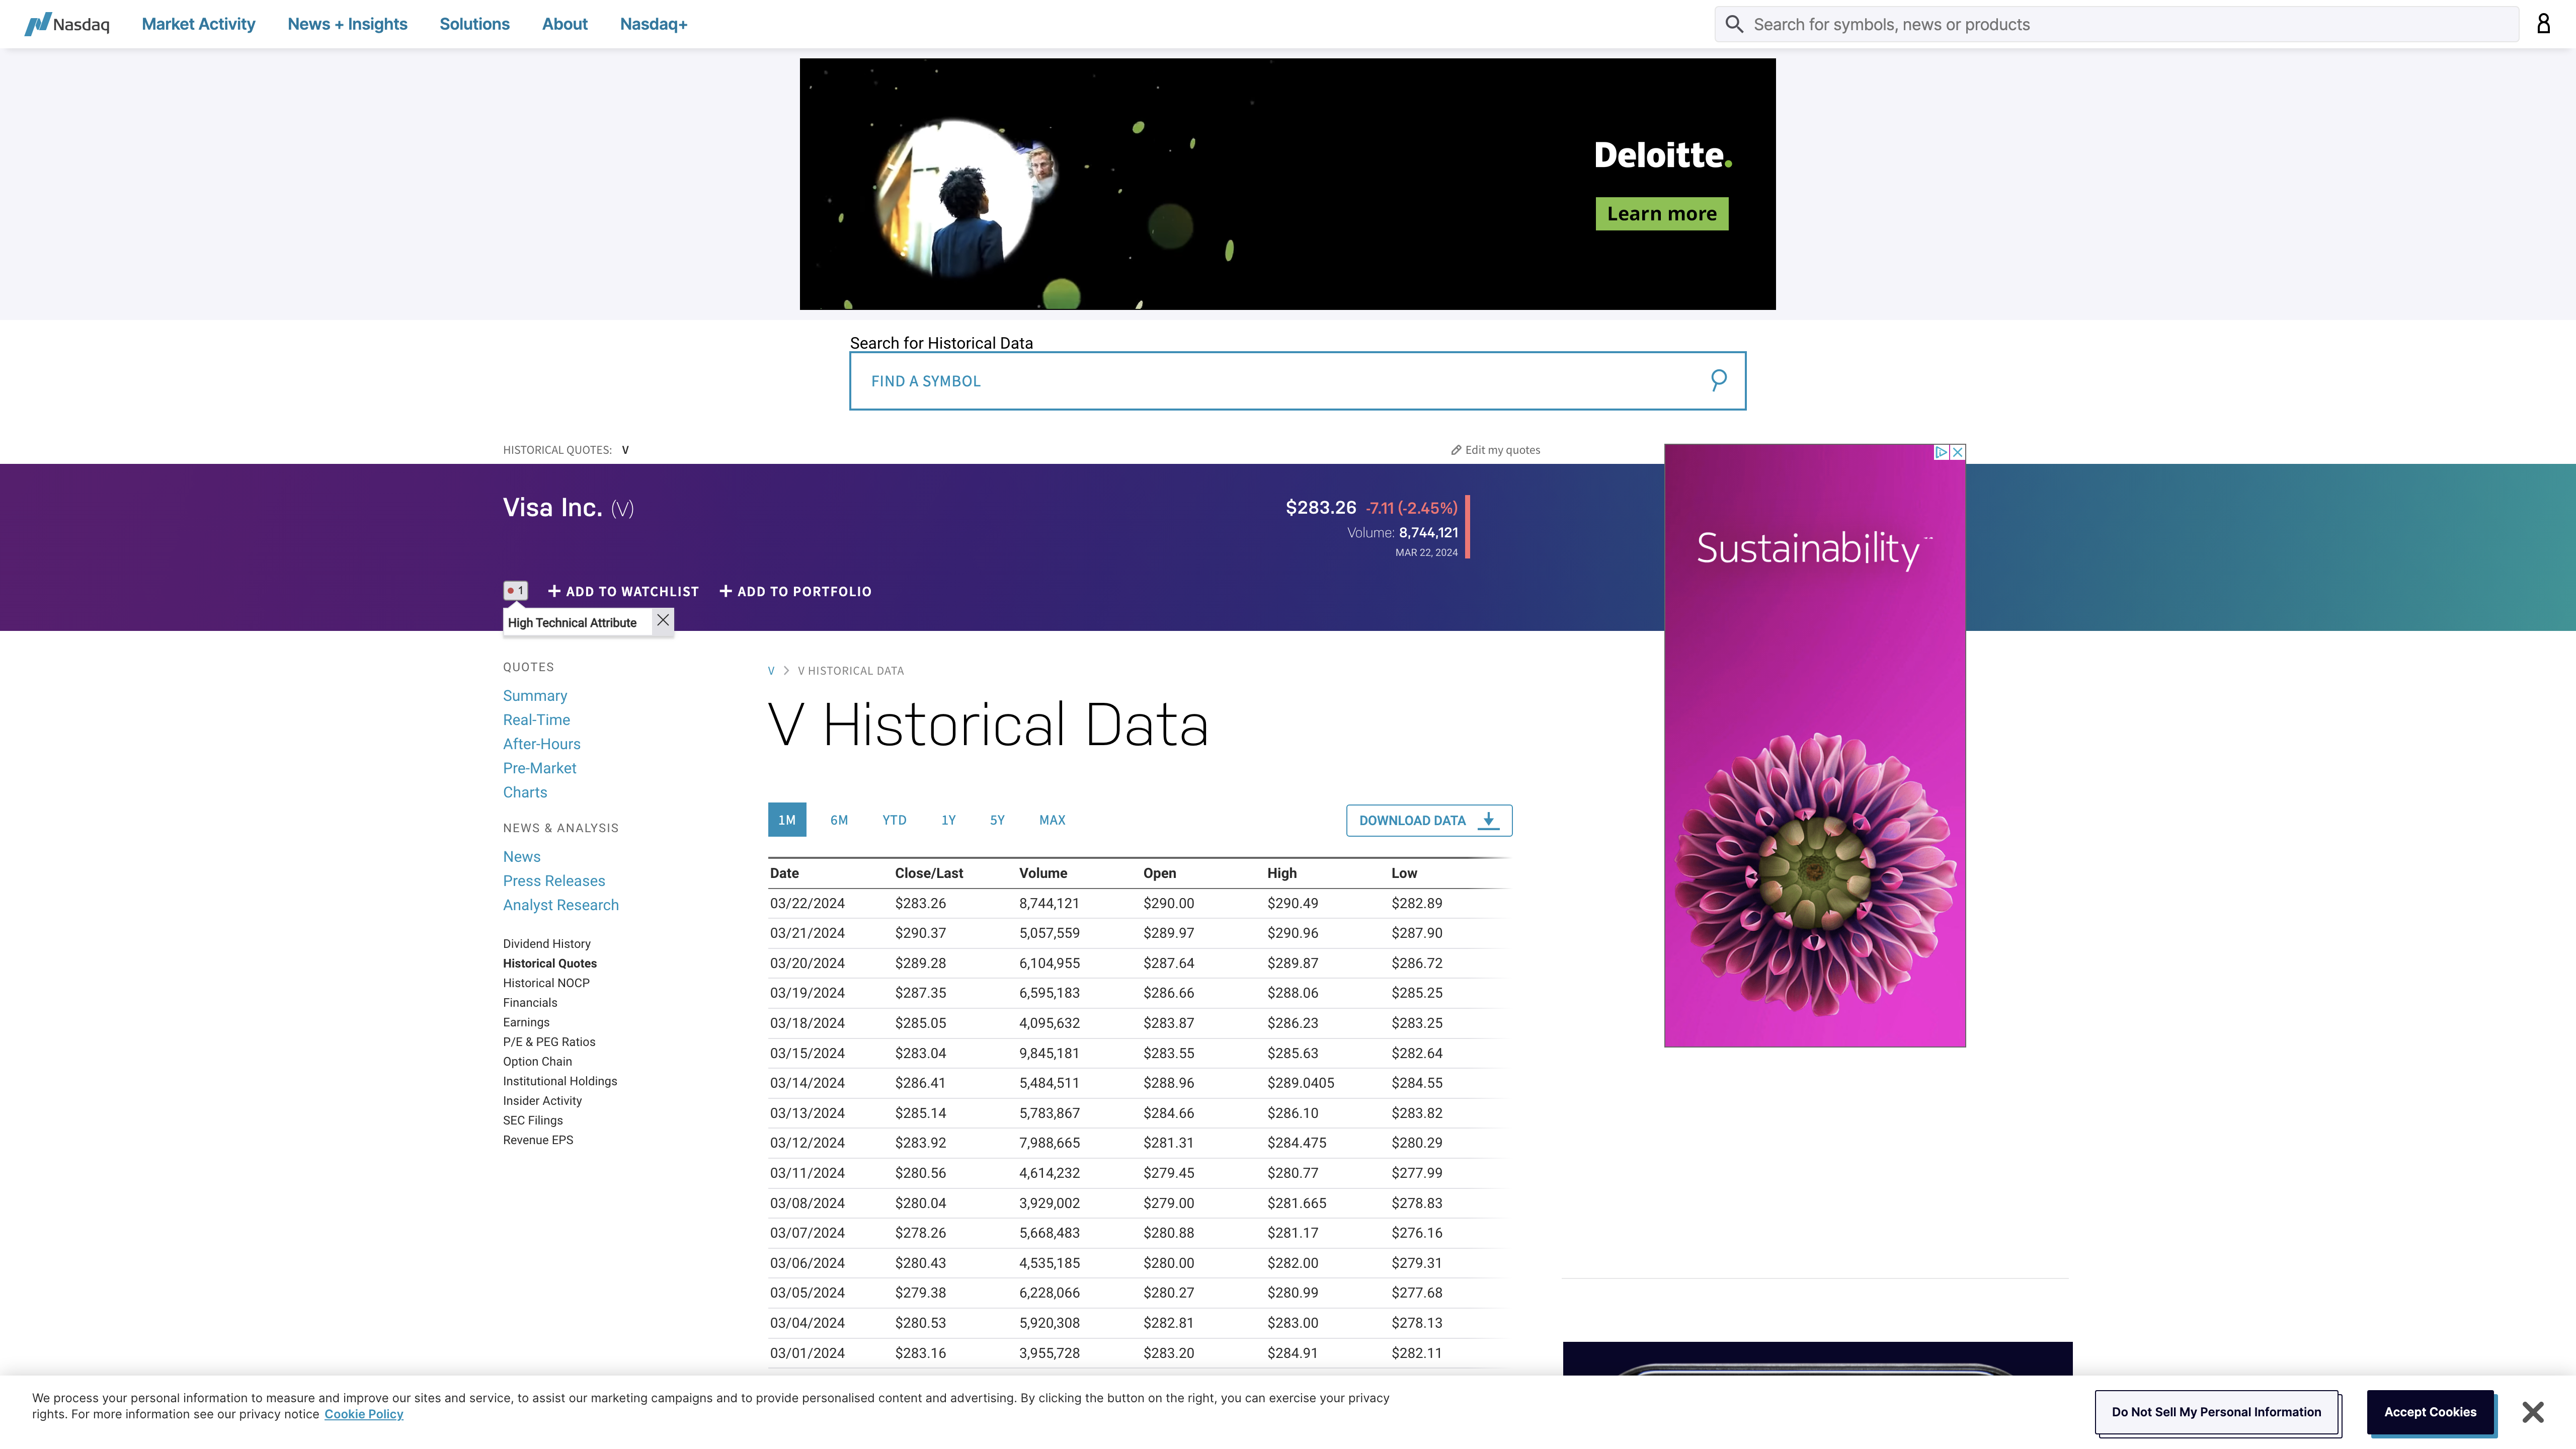 Nasdaq
Market Activity
News + Insights
Solutions
About
Nasdaq+
Search for symbols, news or products
Deloitte.
Learn more
Search for Historical Data
FIND A SYMBOL
HISTORICAL QUOTES: V
Edit my quotes
Visa Inc. (V)
$283.26 -7.11 (-2.45%)
Volume: 8,744,121
MAR 22, 2024
1
ADD TO WATCHLIST
ADD TO PORTFOLIO
High Technical Attribute
Sustainability
QUOTES
Summary
Real-Time
After-Hours
Pre-Market
Charts
NEWS & ANALYSIS
News
Press Releases
Analyst Research
Dividend History
Historical Quotes
Historical NOCP
Financials
Earnings
P/E & PEG Ratios
Option Chain
Institutional Holdings
Insider Activity
SEC Filings
Revenue EPS
V > V HISTORICAL DATA
V Historical Data
1M 6M YTD 1Y 5Y MAX
DOWNLOAD DATA
Date Close/Last Volume Open High Low
03/22/2024 $283.26 8,744,121 $290.00 $290.49 $282.89
03/21/2024 $290.37 5,057,559 $289.97 $290.96 $287.90
03/20/2024 $289.28 6,104,955 $287.64 $289.87 $286.72
03/19/2024 $287.35 6,595,183 $286.66 $288.06 $285.25
03/18/2024 $285.05 4,095,632 $283.87 $286.23 $283.25
03/15/2024 $283.04 9,845,181 $283.55 $285.63 $282.64
03/14/2024 $286.41 5,484,511 $288.96 $289.0405 $284.55
03/13/2024 $285.14 5,783,867 $284.66 $286.10 $283.82
03/12/2024 $283.92 7,988,665 $281.31 $284.475 $280.29
03/11/2024 $280.56 4,614,232 $279.45 $280.77 $277.99
03/08/2024 $280.04 3,929,002 $279.00 $281.665 $278.83
03/07/2024 $278.26 5,668,483 $280.88 $281.17 $276.16
03/06/2024 $280.43 4,535,185 $280.00 $282.00 $279.31
03/05/2024 $279.38 6,228,066 $280.27 $280.99 $277.68
03/04/2024 $280.53 5,920,308 $282.81 $283.00 $278.13
03/01/2024 $283.16 3,955,728 $283.20 $284.91 $282.11
We process your personal information to measure and improve our sites and service, to assist our marketing campaigns and to provide personalised content and advertising. By clicking the button on the right, you can exercise your privacy
rights. For more information see our privacy notice Cookie Policy
Do Not Sell My Personal Information
Accept Cookies